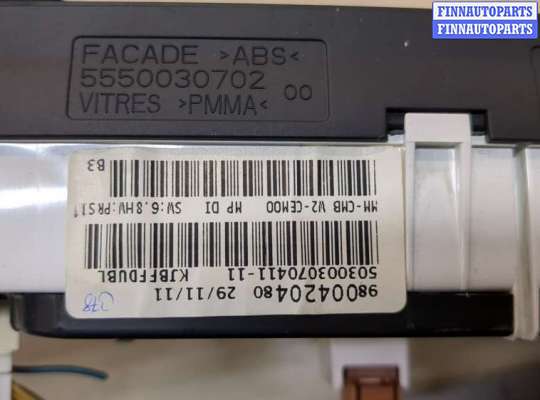 FINNAUTOPARTS
FINNAUTOPARTS
FACADE >ABS<
5550030702 00
VITRES >PMMA<
9800420480 29/11/11
503003070411-11 KJBFFDUBL
MM-CMB V2-CEM00 MP DI SW:6.8HV:PRS11
B3